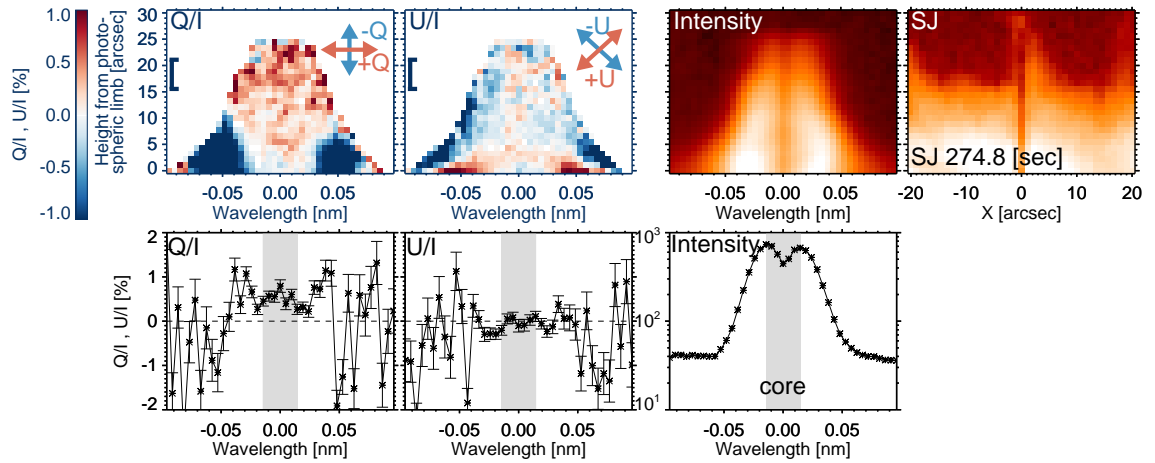 Q/I , U/I [%]
1.0
0.5
0.0
-0.5
-1.0
Height from photo-
spheric limb [arcsec]
30
25
20
15
10
5
0
Q/I
-Q
+Q
-0.05 0.00 0.05
Wavelength [nm]
U/I
-U
+U
-0.05 0.00 0.05
Wavelength [nm]
Intensity
-0.05 0.00 0.05
Wavelength [nm]
SJ
SJ 274.8 [sec]
-20 -10 0 10 20
X [arcsec]
Q/I , U/I [%]
2
1
0
-1
-2
Q/I
-0.05 0.00 0.05
Wavelength [nm]
U/I
-0.05 0.00 0.05
Wavelength [nm]
10³
10²
10¹
Intensity
core
-0.05 0.00 0.05
Wavelength [nm]